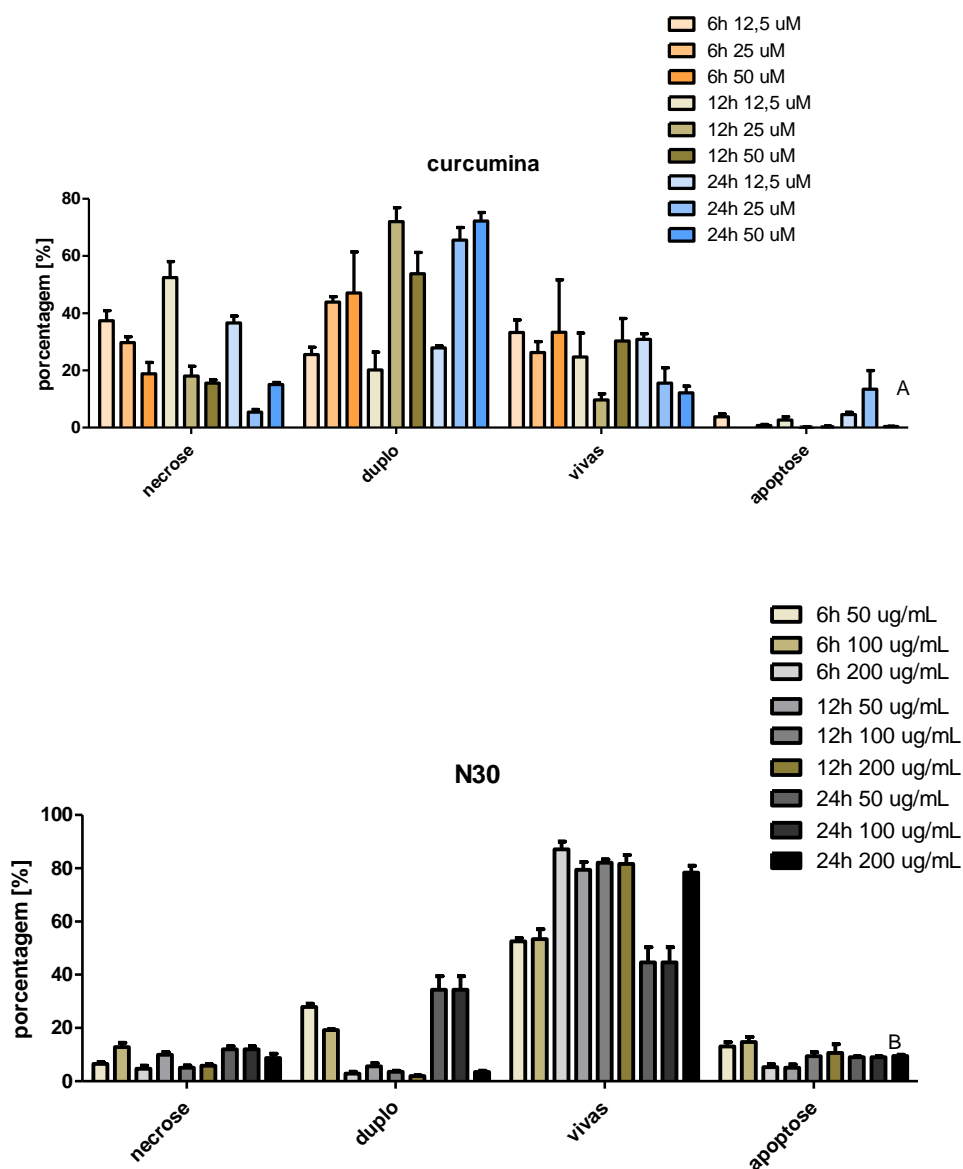 6h 12,5 uM
6h 25 uM
6h 50 uM
12h 12,5 uM
12h 25 uM
12h 50 uM
24h 12,5 uM
24h 25 uM
24h 50 uM
curcumina
porcentagem [%]
80
60
40
20
0
A
necrose
duplo
vivas
apoptose
6h 50 ug/mL
6h 100 ug/mL
6h 200 ug/mL
12h 50 ug/mL
12h 100 ug/mL
12h 200 ug/mL
24h 50 ug/mL
24h 100 ug/mL
24h 200 ug/mL
N30
porcentagem [%]
100
80
60
40
20
0
B
necrose
duplo
vivas
apoptose